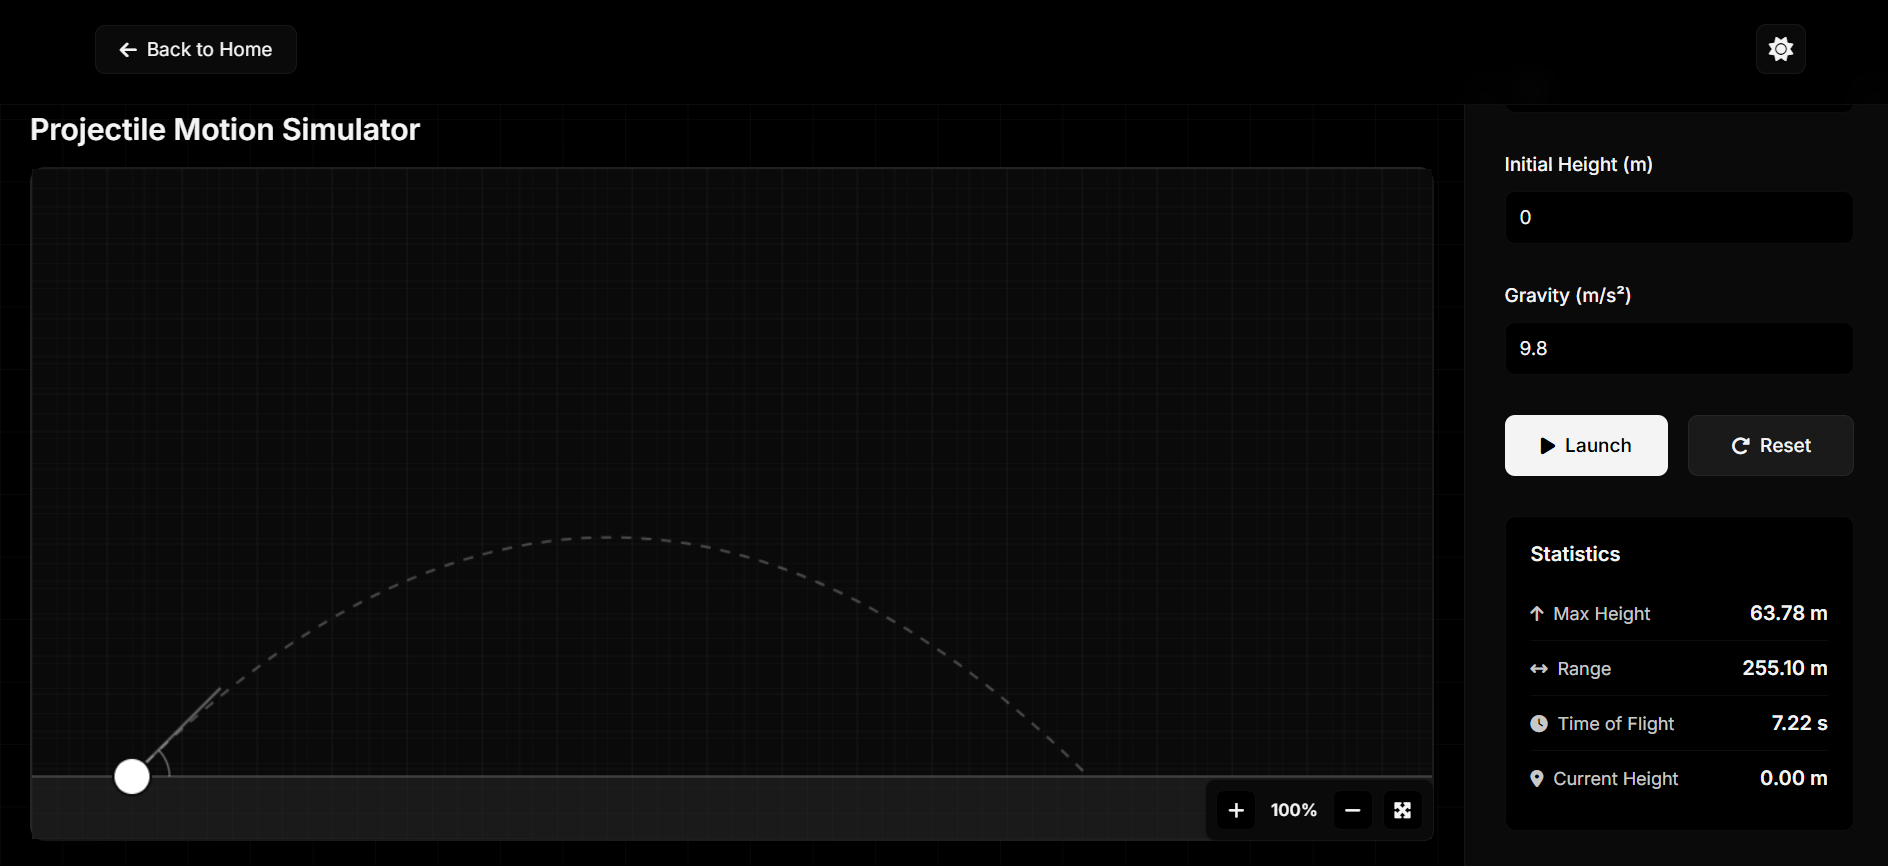 Back to Home
Projectile Motion Simulator
Initial Height (m)
0
Gravity (m/s²)
9.8
Launch
Reset
Statistics
Max Height 63.78 m
Range 255.10 m
Time of Flight 7.22 s
Current Height 0.00 m
+ 100% −